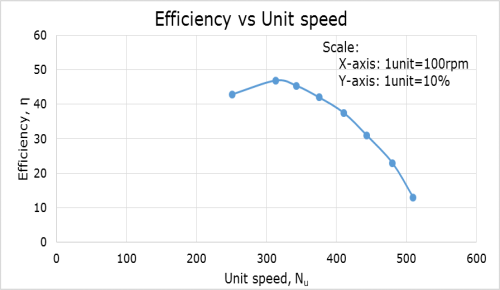 Efficiency vs Unit speed
Scale:
X-axis: 1unit=100rpm
Y-axis: 1unit=10%
Efficiency, η
60
50
40
30
20
10
0
0 100 200 300 400 500 600
Unit speed, Nᵤ